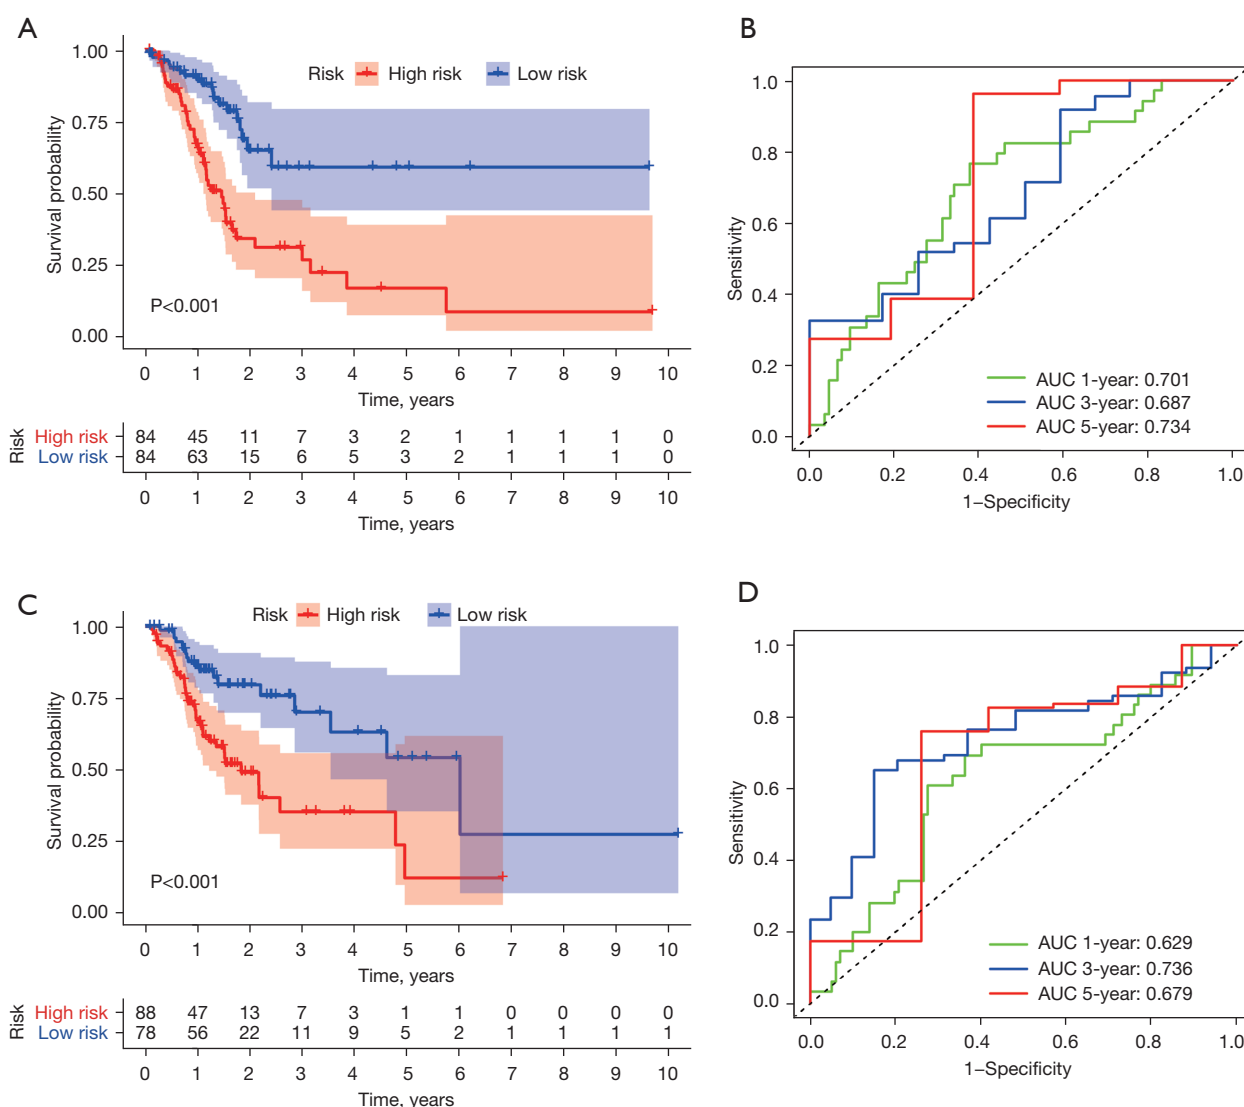 A
Risk High risk Low risk
Survival probability
1.00
0.75
0.50
0.25
0.00
P<0.001
0 1 2 3 4 5 6 7 8 9 10
Time, years
Risk
High risk 84 45 11 7 3 2 1 1 1 1 0
Low risk 84 63 15 6 5 3 2 1 1 1 0
0 1 2 3 4 5 6 7 8 9 10
Time, years
B
Sensitivity
1.0
0.8
0.6
0.4
0.2
0.0
AUC 1-year: 0.701
AUC 3-year: 0.687
AUC 5-year: 0.734
0.0 0.2 0.4 0.6 0.8 1.0
1–Specificity
C
Risk High risk Low risk
Survival probability
1.00
0.75
0.50
0.25
0.00
P<0.001
0 1 2 3 4 5 6 7 8 9 10
Time, years
Risk
High risk 88 47 13 7 3 1 1 0 0 0 0
Low risk 78 56 22 11 9 5 2 1 1 1 1
0 1 2 3 4 5 6 7 8 9 10
Time, years
D
Sensitivity
1.0
0.8
0.6
0.4
0.2
0.0
AUC 1-year: 0.629
AUC 3-year: 0.736
AUC 5-year: 0.679
0.0 0.2 0.4 0.6 0.8 1.0
1–Specificity